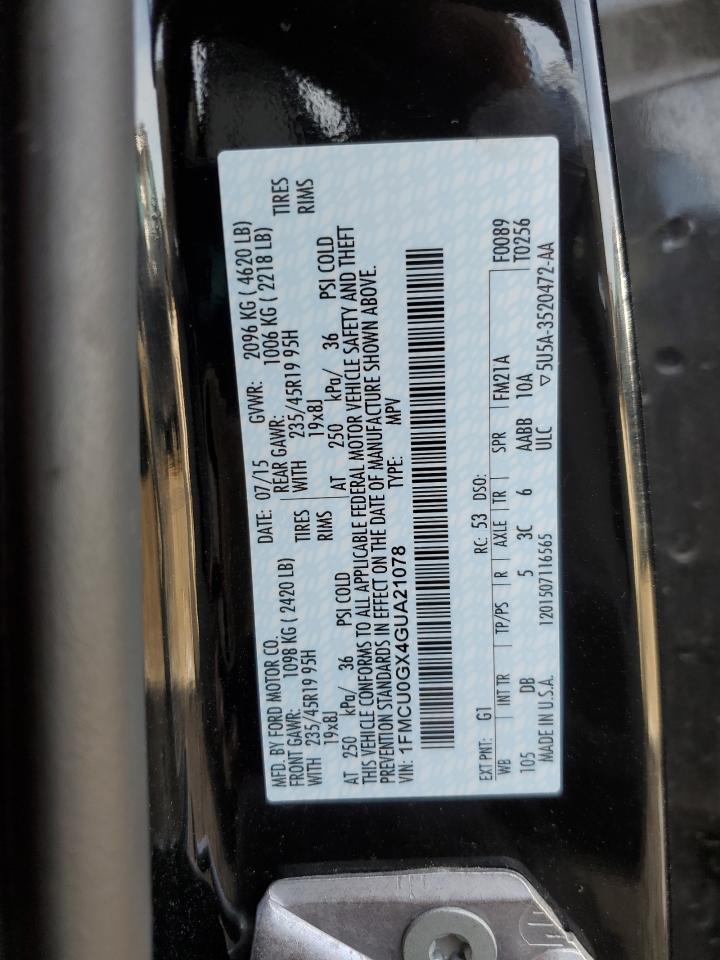 MFD. BY FORD MOTOR CO. DATE: 07/15 GVWR: 2096 KG ( 4620 LB)
FRONT GAWR: 1098 KG ( 2420 LB) REAR GAWR: 1006 KG ( 2218 LB)
WITH 235/45R19 95H TIRES WITH 235/45R19 95H TIRES
19x8J RIMS 19x8J RIMS
AT 250 kPa/ 36 PSI COLD AT 250 kPa/ 36 PSI COLD
THIS VEHICLE CONFORMS TO ALL APPLICABLE FEDERAL MOTOR VEHICLE SAFETY AND THEFT
PREVENTION STANDARDS IN EFFECT ON THE DATE OF MANUFACTURE SHOWN ABOVE.
VIN: 1FMCU0GX4GUA21078 TYPE: MPV
EXT PNT: G1 RC: 53 DSO: F0089
WB INT TR TP/PS R AXLE TR SPR FM21A T0256
105 DB 5 3C 6 AABB 10A
MADE IN U.S.A. 1201507116565 ULC ▽5U5A-3520472-AA